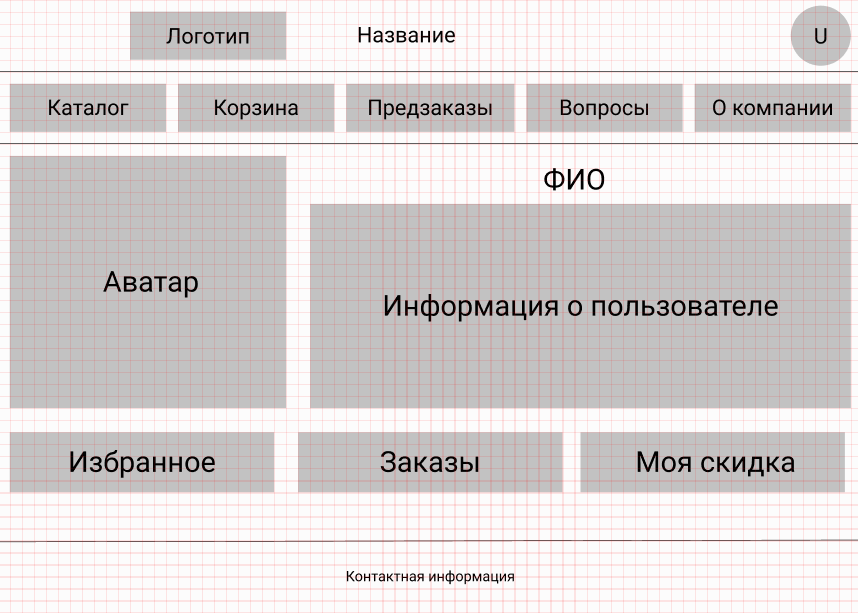 Логотип
Название
U
Каталог
Корзина
Предзаказы
Вопросы
О компании
ФИО
Аватар
Информация о пользователе
Избранное
Заказы
Моя скидка
Контактная информация